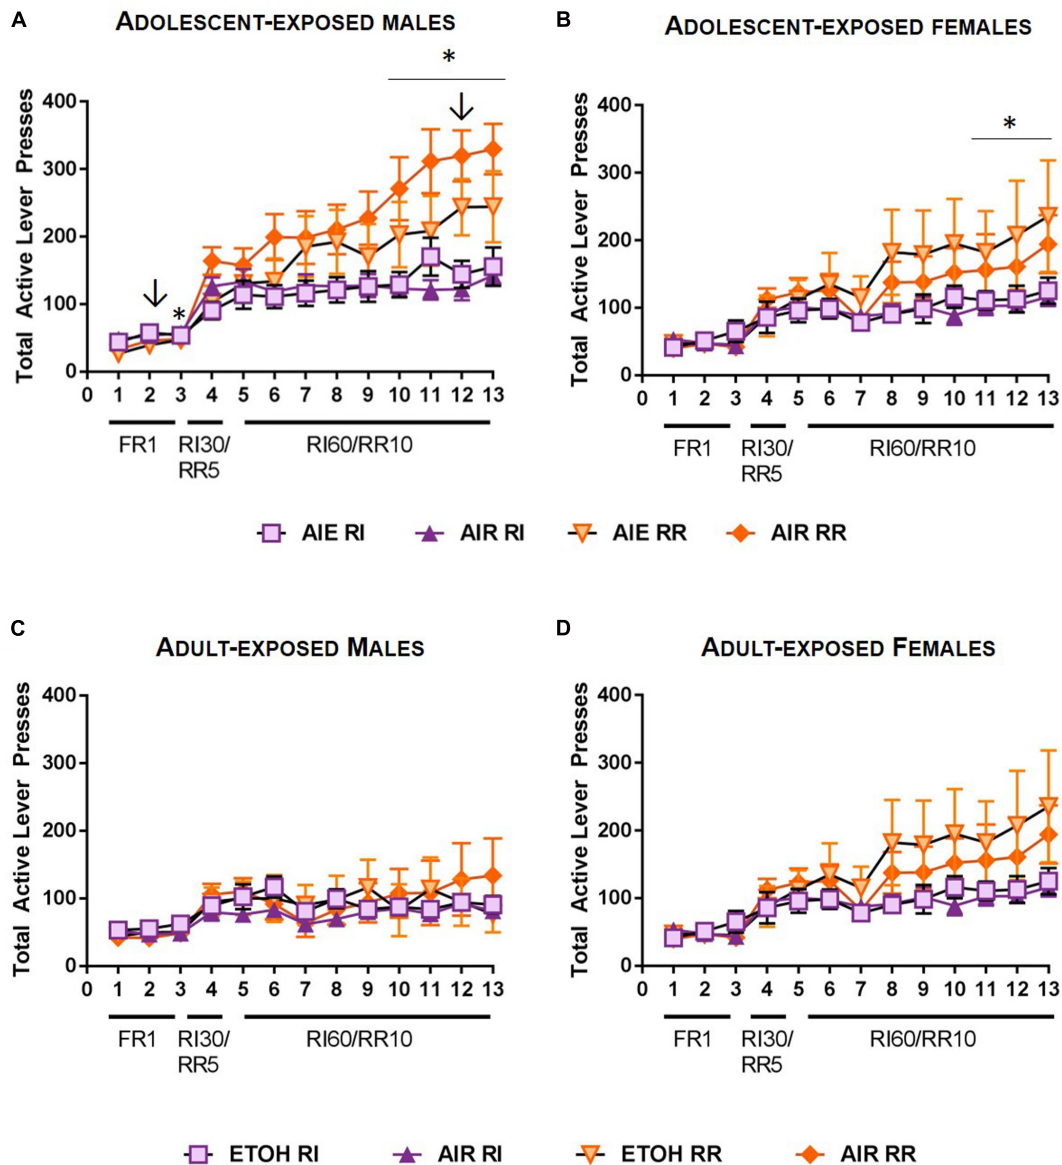 A
ADOLESCENT-EXPOSED MALES
*
↓
Total Active Lever Presses
400
300
200
100
0
↓
*
0 1 2 3 4 5 6 7 8 9 10 11 12 13
FR1
RI30/
RR5
RI60/RR10
B
ADOLESCENT-EXPOSED FEMALES
*
Total Active Lever Presses
400
300
200
100
0
0 1 2 3 4 5 6 7 8 9 10 11 12 13
FR1
RI30/
RR5
RI60/RR10
AIE RI AIR RI AIE RR AIR RR
C
ADULT-EXPOSED MALES
Total Active Lever Presses
400
300
200
100
0
0 1 2 3 4 5 6 7 8 9 10 11 12 13
FR1
RI30/
RR5
RI60/RR10
D
ADULT-EXPOSED FEMALES
Total Active Lever Presses
400
300
200
100
0
0 1 2 3 4 5 6 7 8 9 10 11 12 13
FR1
RI30/
RR5
RI60/RR10
ETOH RI AIR RI ETOH RR AIR RR